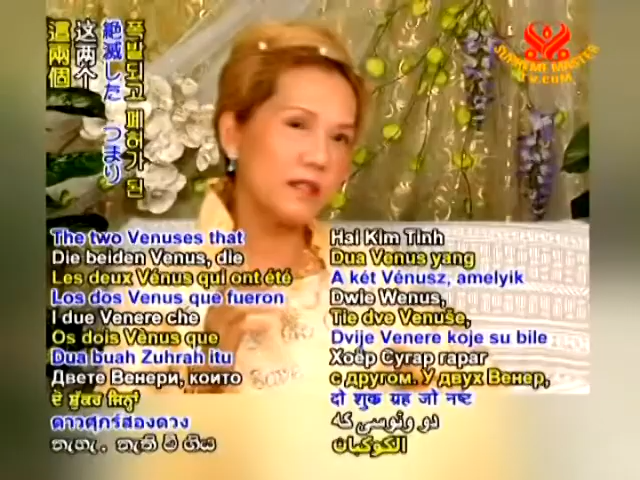 SUPREME MASTER
TV.COM
폭발되고 폐허가 된
絶滅した つまり
这两个
這兩個
The two Venuses that
Die beiden Venus, die
Les deux Vénus qui ont été
Los dos Venus que fueron
I due Venere che
Os dois Vênus que
Dua buah Zuhrah itu
Двете Венери, които
ਦੋ ਸ਼ੁੱਕਰ ਜਿਨ੍ਹਾਂ
ดาวศุกร์สองดวง
Hai Kim Tinh
Dua Venus yang
A két Vénusz, amelyik
Dwie Wenus,
Tie dve Venuše,
Dvije Venere koje su bile
Хоёр Сугар гараг
с другом. У двух Венер,
दो शुक्र ग्रह जो नष्ट
دو ونوسی که
الكوكبان